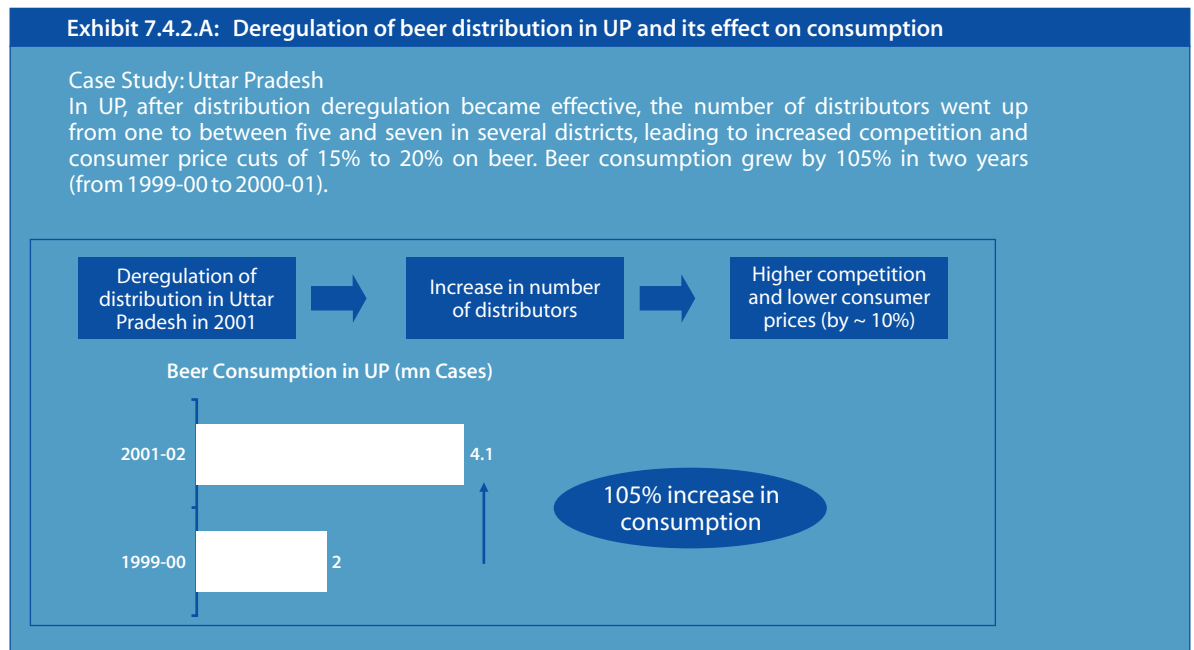 Exhibit 7.4.2.A: Deregulation of beer distribution in UP and its effect on consumption
Case Study: Uttar Pradesh
In UP, after distribution deregulation became effective, the number of distributors went up
from one to between five and seven in several districts, leading to increased competition and
consumer price cuts of 15% to 20% on beer. Beer consumption grew by 105% in two years
(from 1999-00 to 2000-01).
Deregulation of
distribution in Uttar
Pradesh in 2001
Increase in number
of distributors
Higher competition
and lower consumer
prices (by ~ 10%)
Beer Consumption in UP (mn Cases)
2001-02
4.1
105% increase in
consumption
1999-00
2